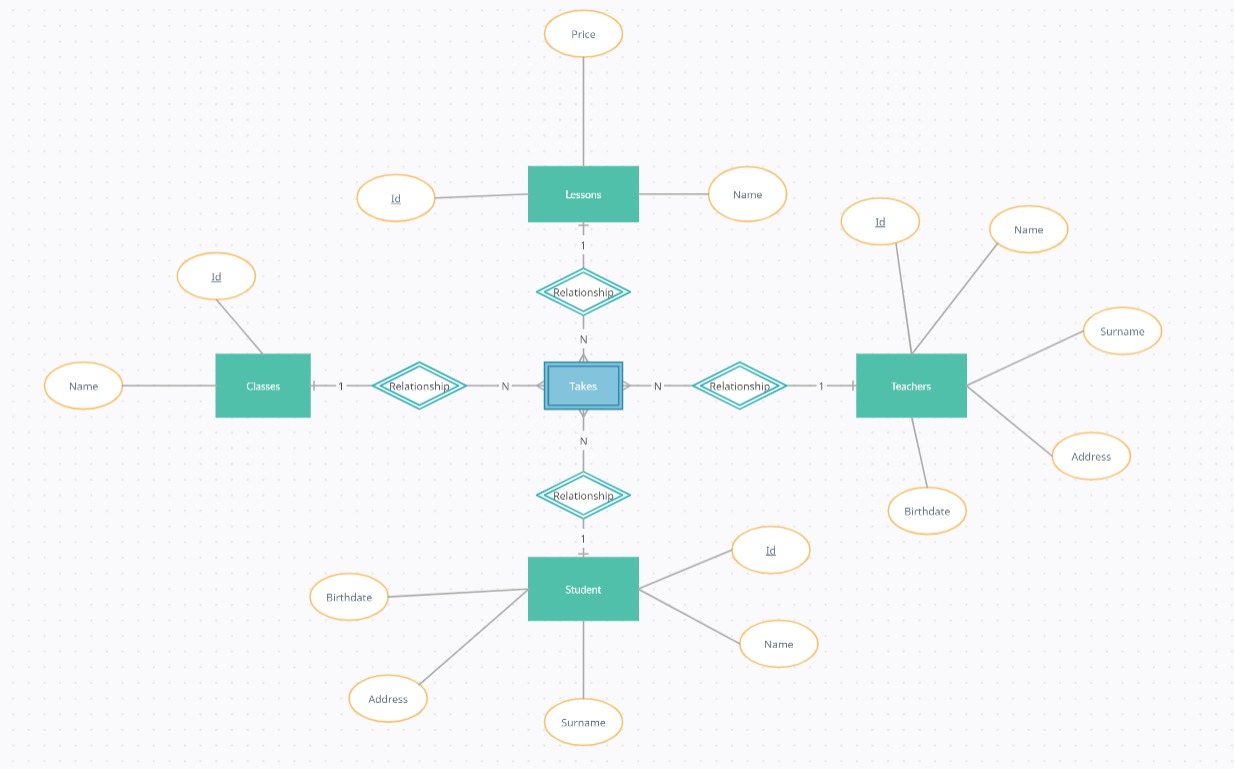 Price
Id
Lessons
Name
Id
Name
1
Id
Relationship
Surname
N
Name
Classes
1
Relationship
N
Takes
N
Relationship
1
Teachers
N
Address
Relationship
Birthdate
1
Id
Birthdate
Student
Name
Address
Surname